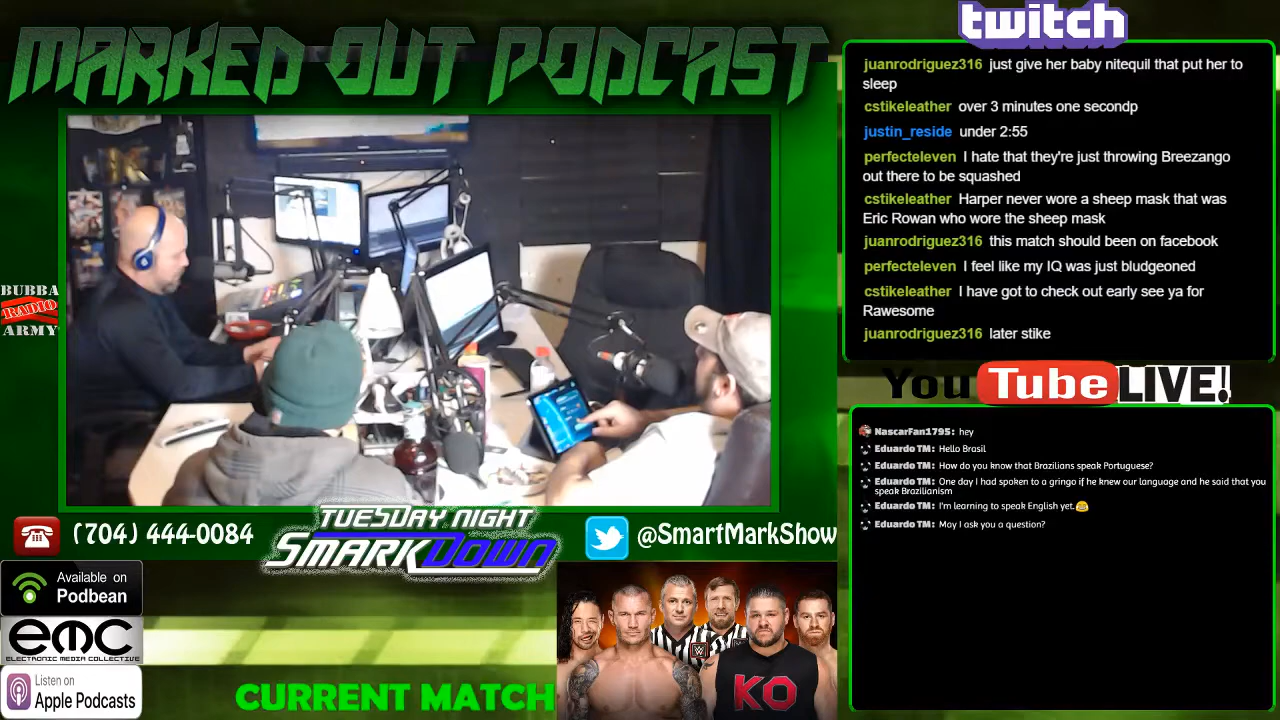 MARKED OUT PODCAST
twitch
juanrodriguez316 just give her baby nitequil that put her to
sleep
cstikeleather over 3 minutes one secondp
justin_reside under 2:55
perfecteleven I hate that they're just throwing Breezango
out there to be squashed
cstikeleather Harper never wore a sheep mask that was
Eric Rowan who wore the sheep mask
juanrodriguez316 this match should been on facebook
perfecteleven I feel like my IQ was just bludgeoned
cstikeleather I have got to check out early see ya for
Rawesome
juanrodriguez316 later stike
BUBBA
RADIO
ARMY
You Tube LIVE!
NascarFan1795: hey
Eduardo TM: Hello Brasil
Eduardo TM: How do you know that Brazilians speak Portuguese?
Eduardo TM: One day I had spoken to a gringo if he knew our language and he said that you
speak Brazilianism
Eduardo TM: I'm learning to speak English yet.😂
Eduardo TM: May I ask you a question?
(704) 444-0084
TUESDAY NIGHT
SMARKDOWN
@SmartMarkShow
Available on
Podbean
emc
ELECTRONIC MEDIA COLLECTIVE
Listen on
Apple Podcasts
CURRENT MATCH
W
KO